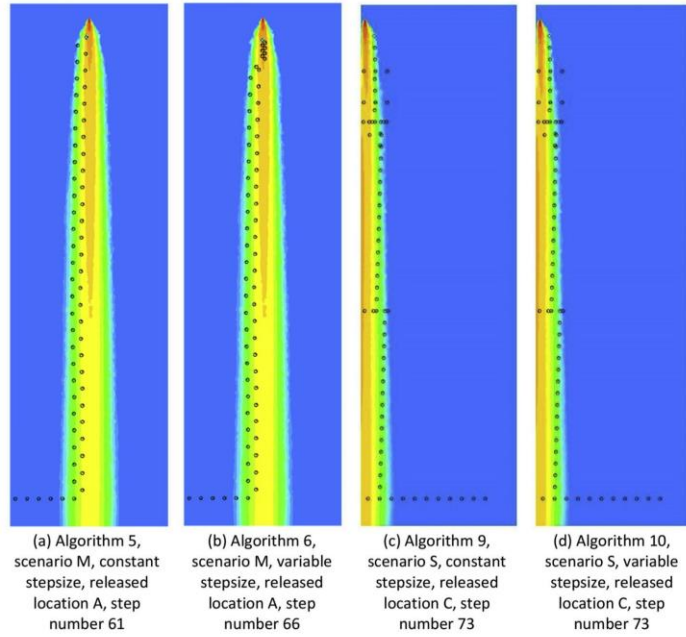 (a) Algorithm 5,
scenario M, constant
stepsize, released
location A, step
number 61
(b) Algorithm 6,
scenario M, variable
stepsize, released
location A, step
number 66
(c) Algorithm 9,
scenario S, constant
stepsize, released
location C, step
number 73
(d) Algorithm 10,
scenario S, variable
stepsize, released
location C, step
number 73